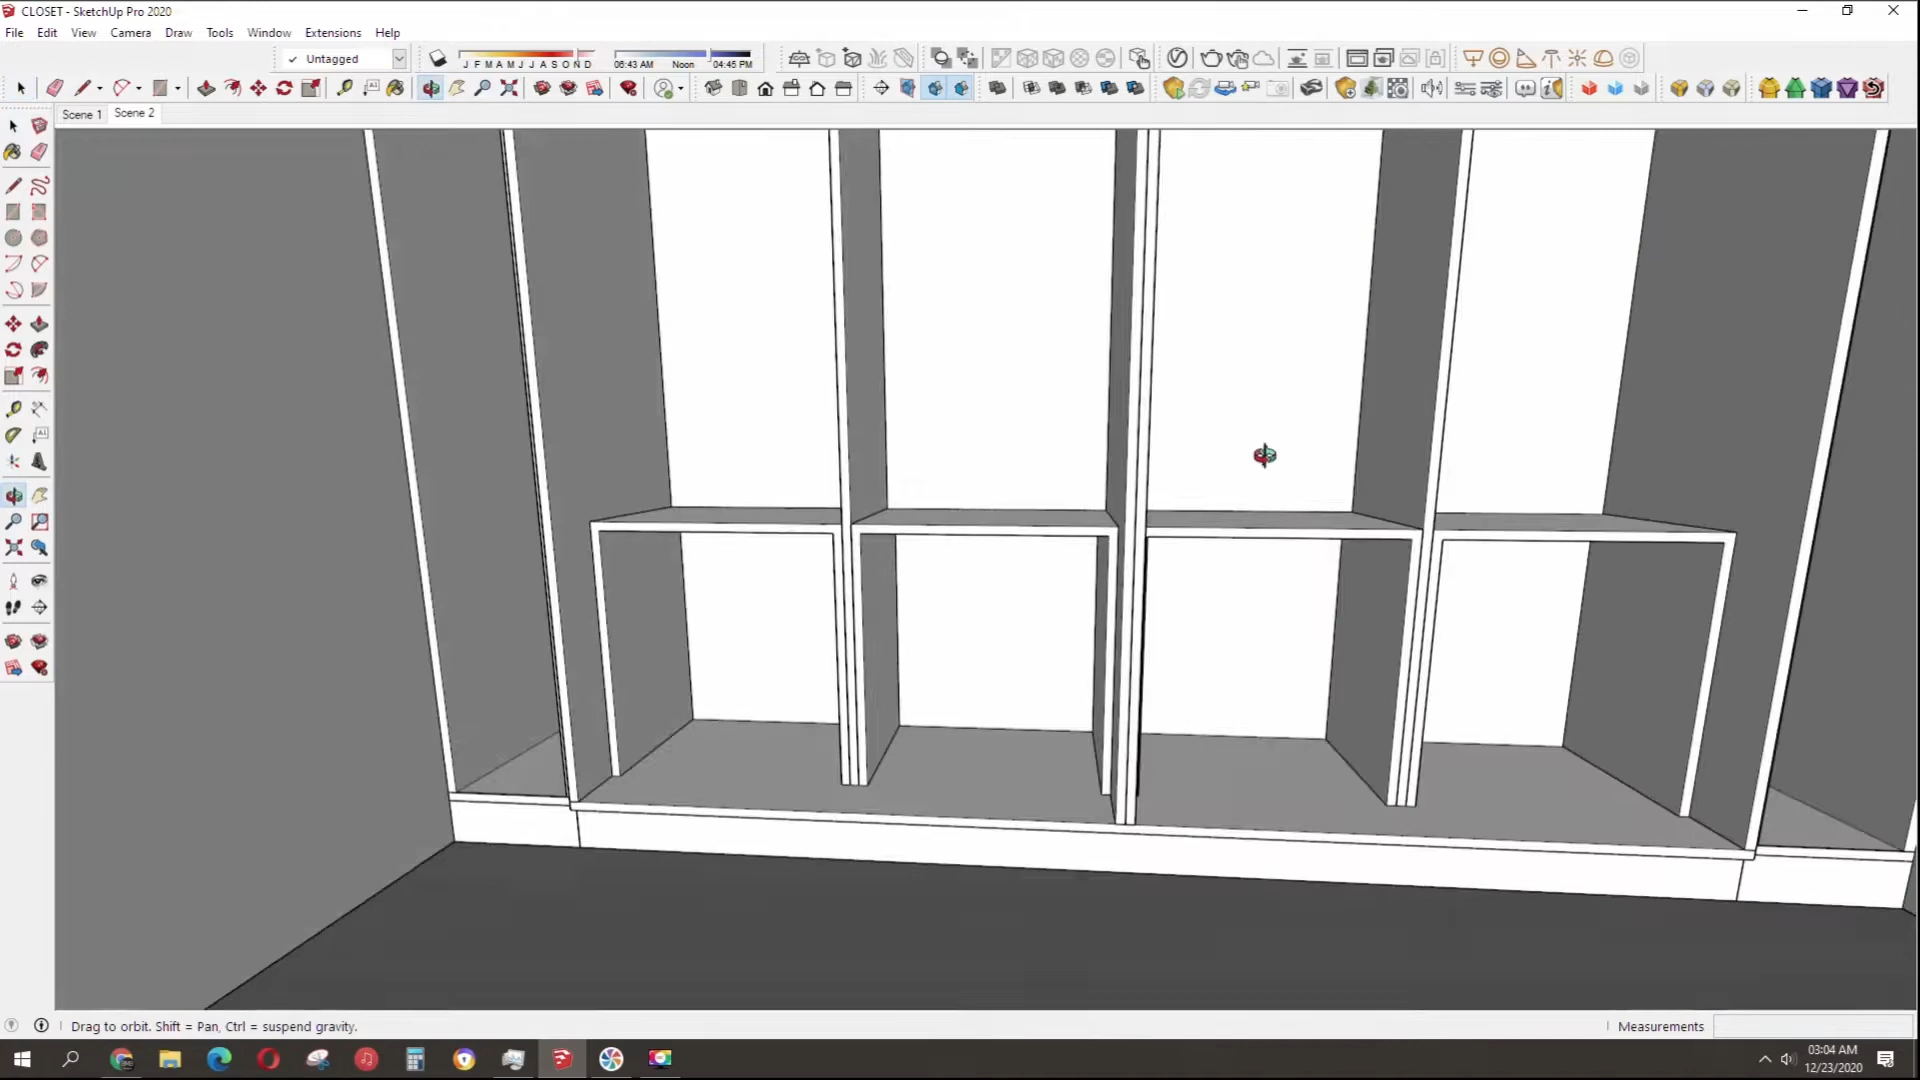 CLOSET - SketchUp Pro 2020
File Edit View Camera Draw Tools Window Extensions Help
✓ Untagged
J F M A M J J A S O N D
06:43 AM Noon 04:45 PM
Scene 1 Scene 2
Drag to orbit. Shift = Pan, Ctrl = suspend gravity.
Measurements
03:04 AM
12/23/2020